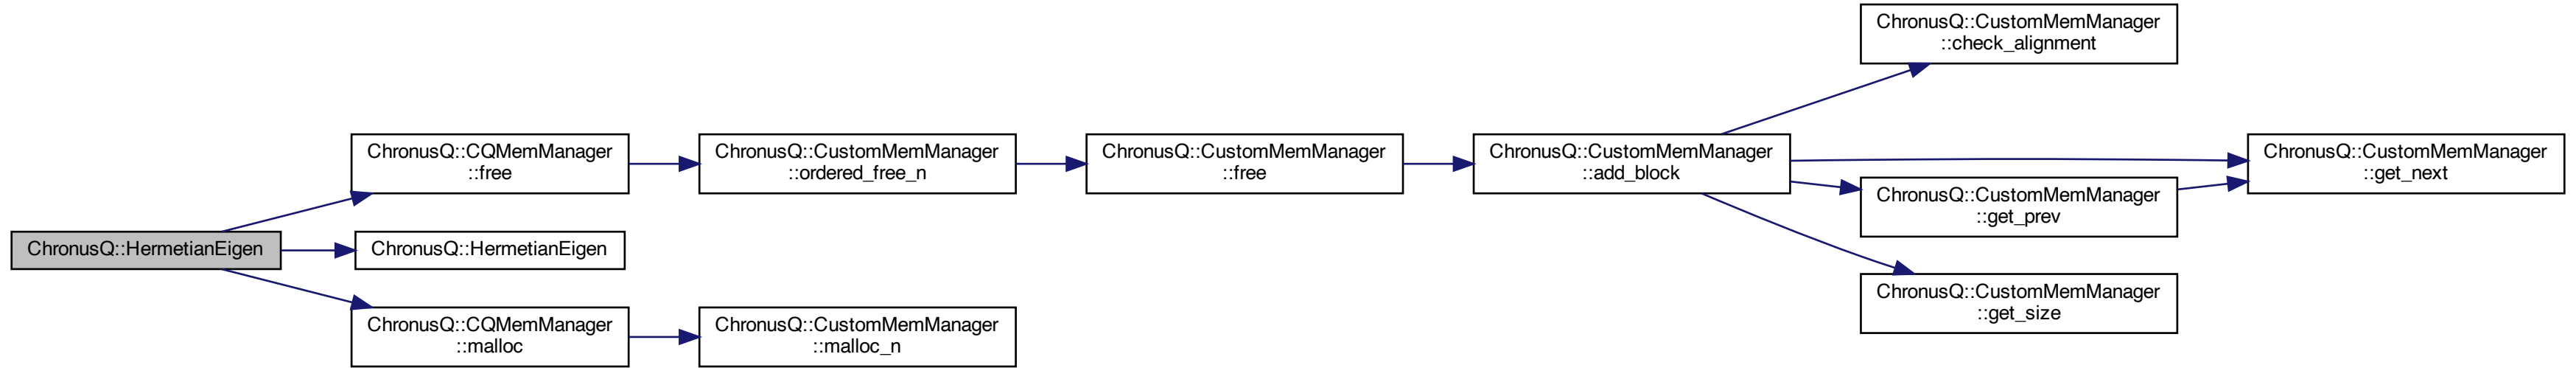 ChronusQ::HermetianEigen
ChronusQ::CQMemManager
::free
ChronusQ::HermetianEigen
ChronusQ::CQMemManager
::malloc
ChronusQ::CustomMemManager
::ordered_free_n
ChronusQ::CustomMemManager
::malloc_n
ChronusQ::CustomMemManager
::free
ChronusQ::CustomMemManager
::add_block
ChronusQ::CustomMemManager
::check_alignment
ChronusQ::CustomMemManager
::get_prev
ChronusQ::CustomMemManager
::get_size
ChronusQ::CustomMemManager
::get_next